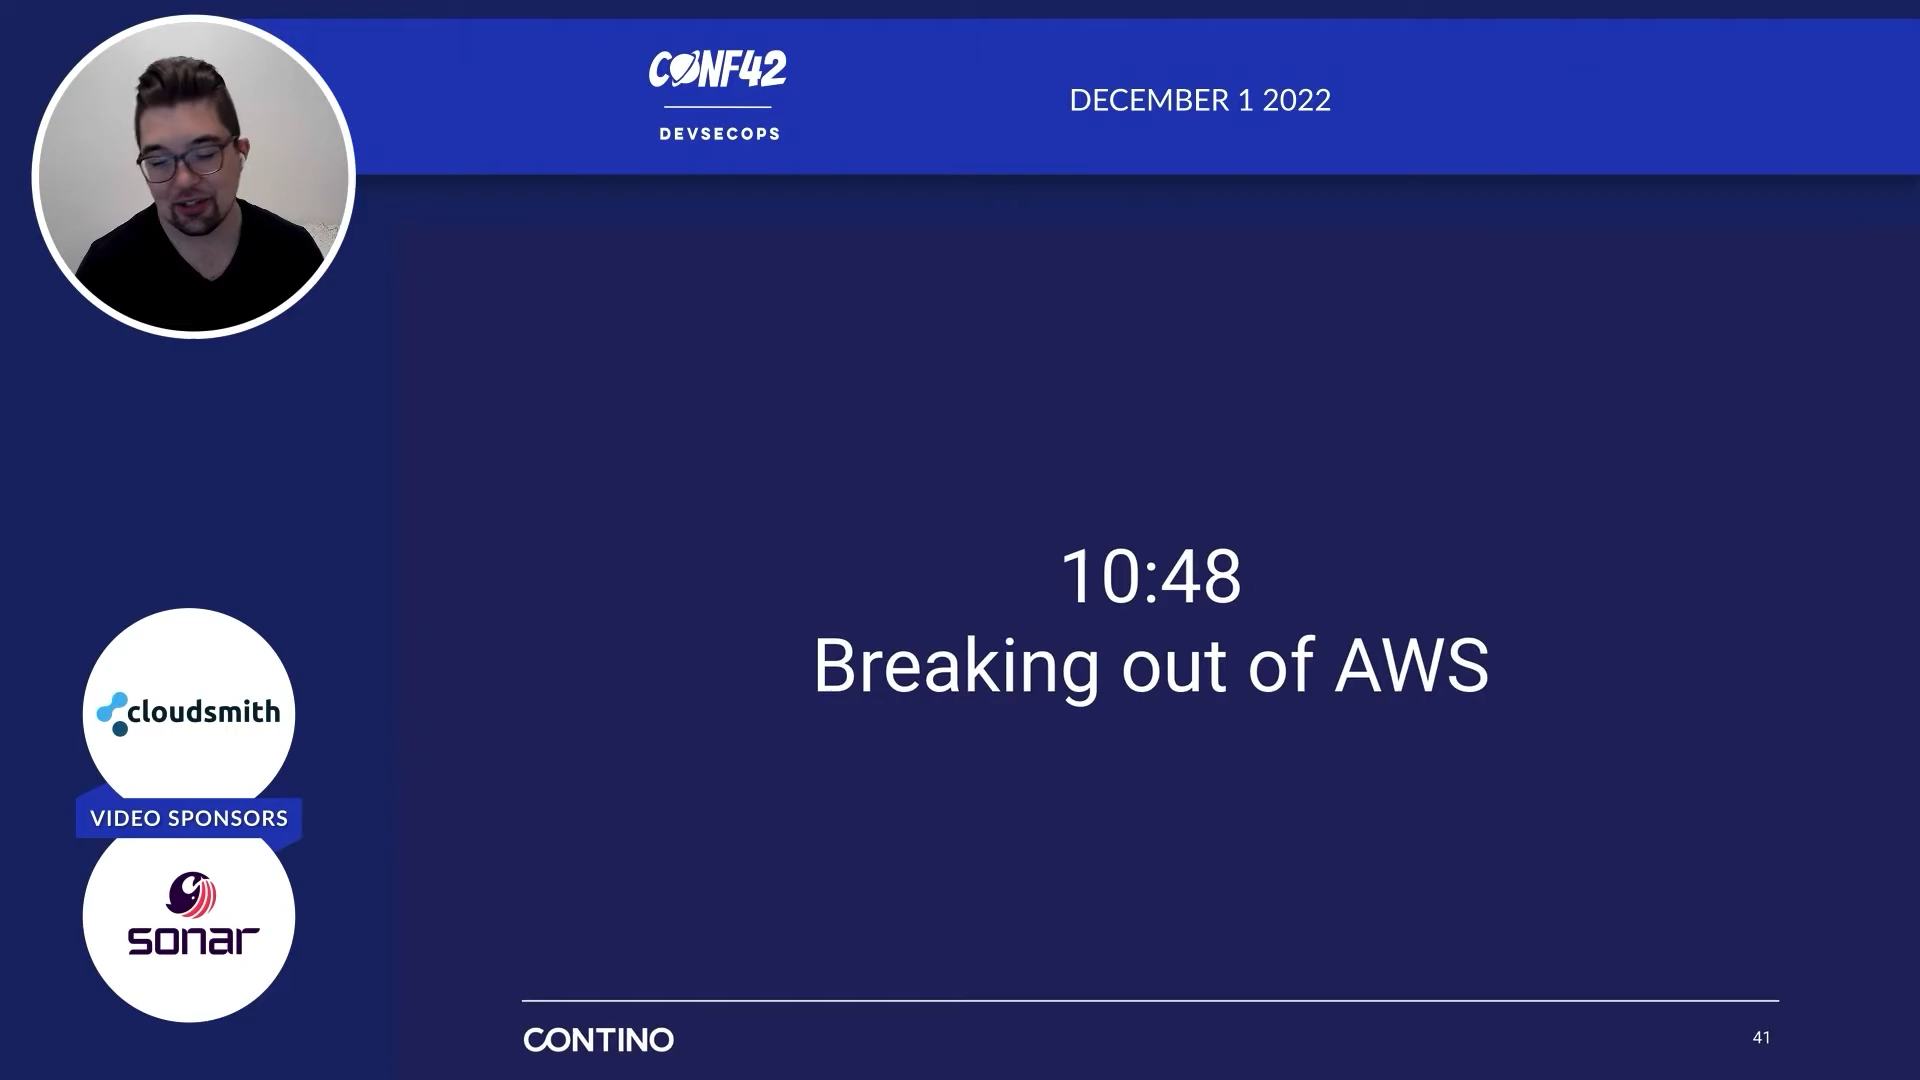 CONF42
DEVSECOPS
DECEMBER 1 2022
10:48
Breaking out of AWS
cloudsmith
VIDEO SPONSORS
sonar
CONTINO
41